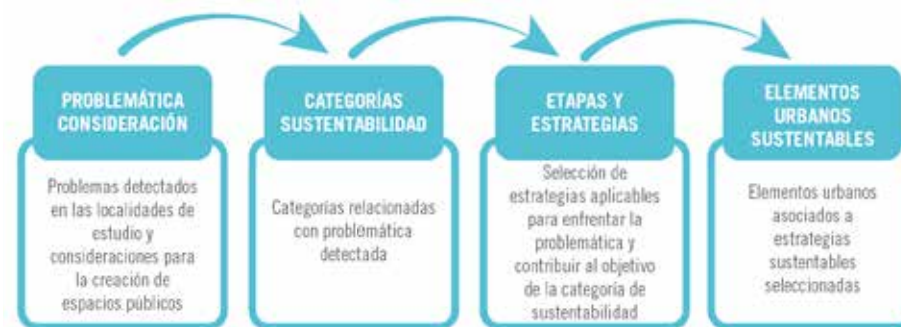 PROBLEMÁTICA
CONSIDERACIÓN
Problemas detectados
en las localidades de
estudio y
consideraciones para
la creación de
espacios públicos
CATEGORÍAS
SUSTENTABILIDAD
Categorías relacionadas
con problemática
detectada
ETAPAS Y
ESTRATEGIAS
Selección de
estrategias aplicables
para enfrentar la
problemática y
contribuir al objetivo
de la categoría de
sustentabilidad
ELEMENTOS
URBANOS
SUSTENTABLES
Elementos urbanos
asociados a
estrategias
sustentables
seleccionadas